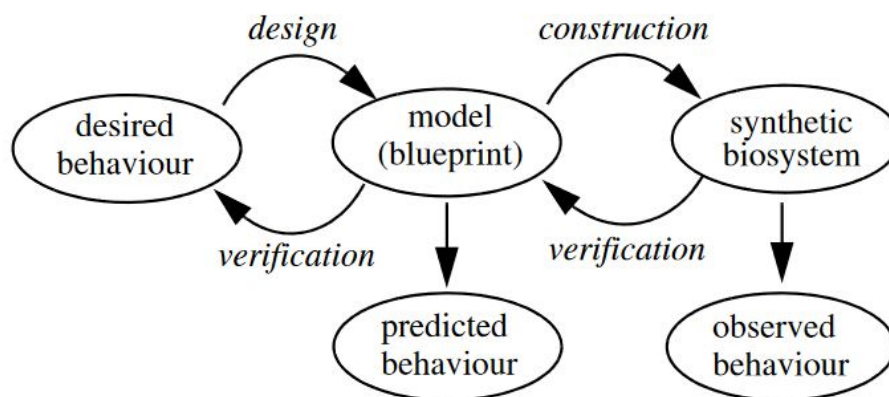 design
construction
desired
behaviour
model
(blueprint)
synthetic
biosystem
verification
verification
predicted
behaviour
observed
behaviour